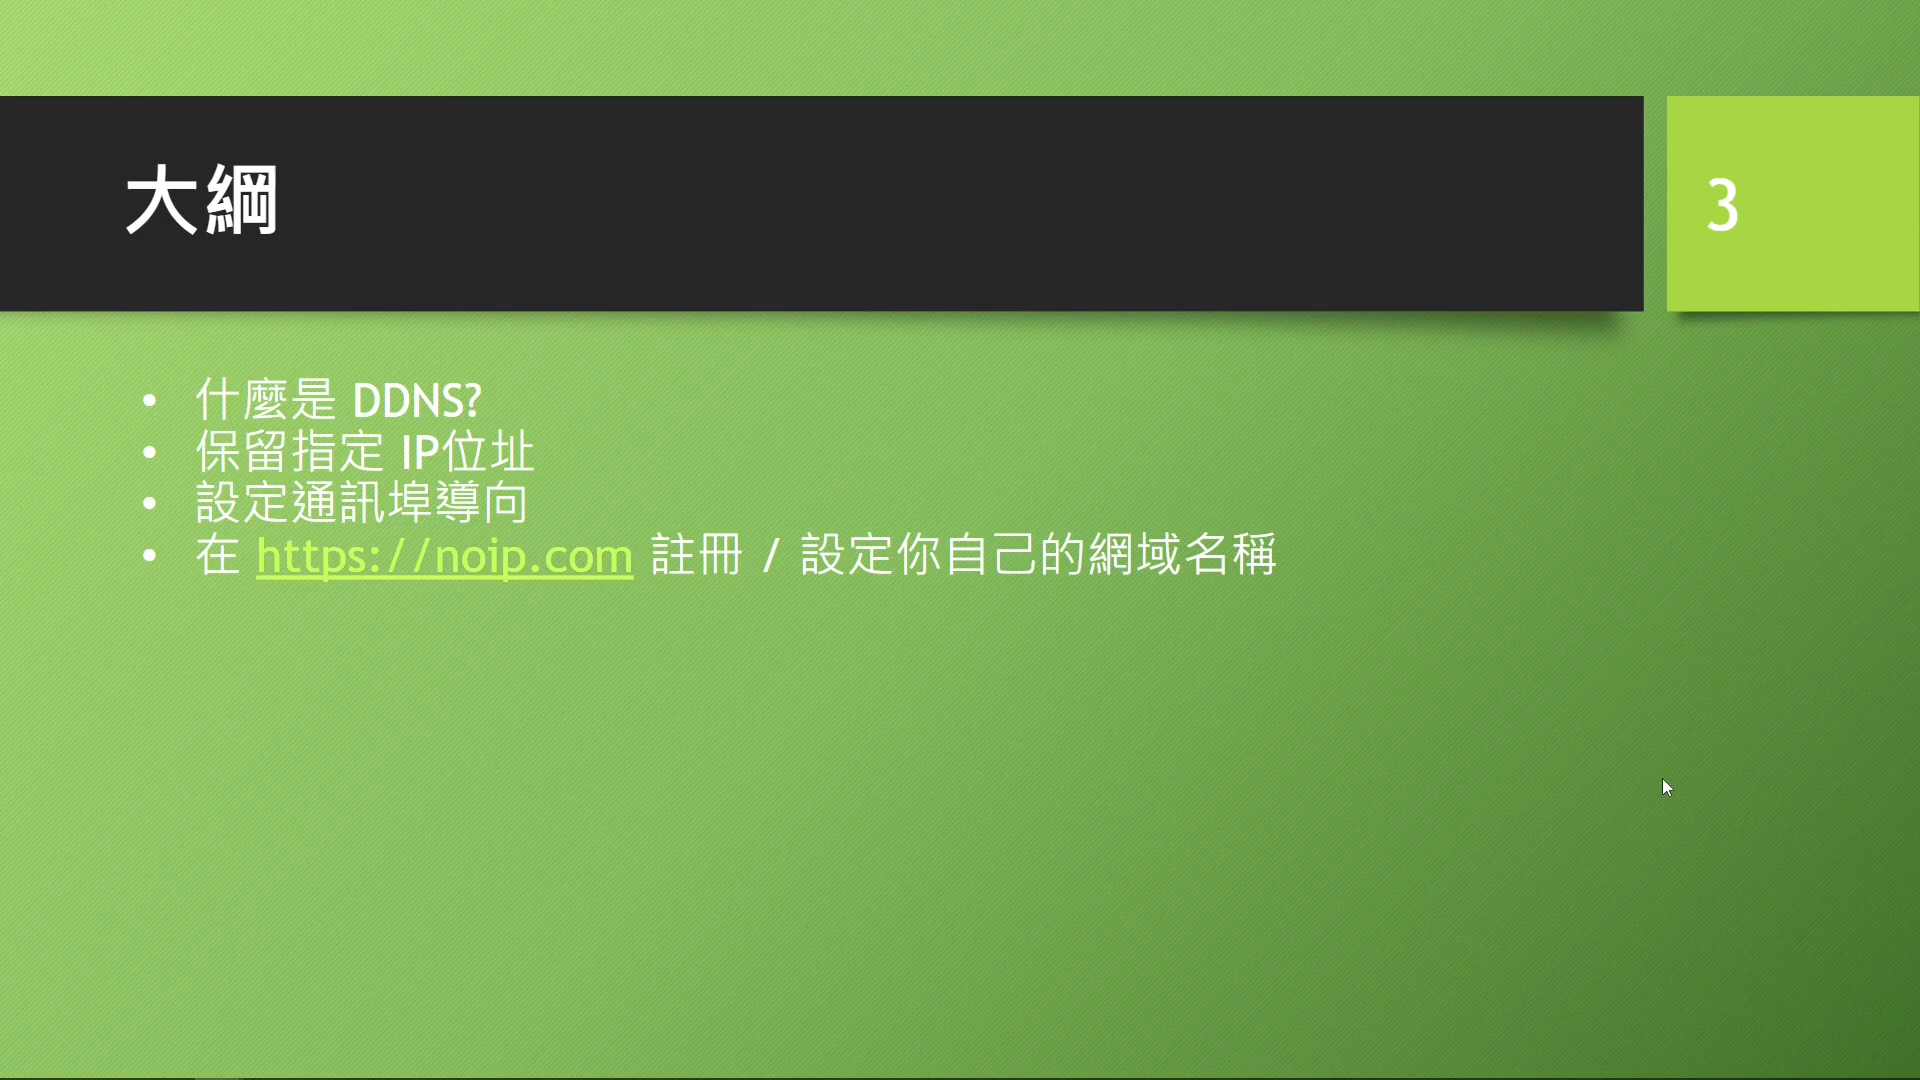 大綱
3
• 什麼是 DDNS?
• 保留指定 IP位址
• 設定通訊埠導向
• 在 https://noip.com 註冊 / 設定你自己的網域名稱